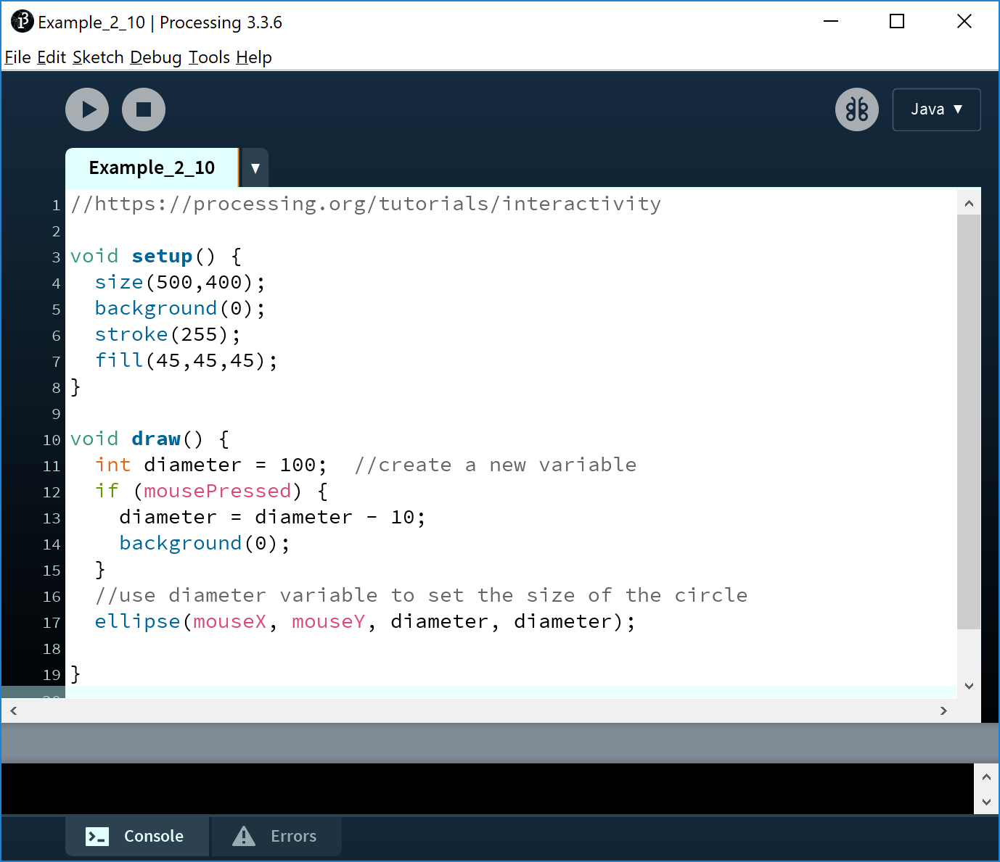 Example_2_10 | Processing 3.3.6
File Edit Sketch Debug Tools Help
Java ▼
Example_2_10 ▼
1 //https://processing.org/tutorials/interactivity
2
3 void setup() {
4   size(500,400);
5   background(0);
6   stroke(255);
7   fill(45,45,45);
8 }
9
10 void draw() {
11   int diameter = 100;  //create a new variable
12   if (mousePressed) {
13     diameter = diameter - 10;
14     background(0);
15   }
16   //use diameter variable to set the size of the circle
17   ellipse(mouseX, mouseY, diameter, diameter);
18
19 }
20
Console
Errors